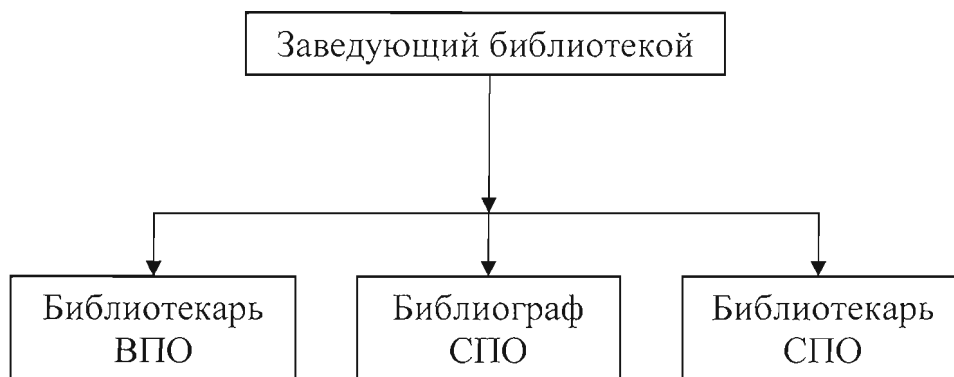 Заведующий библиотекой
Библиотекарь
ВПО
Библиограф
СПО
Библиотекарь
СПО